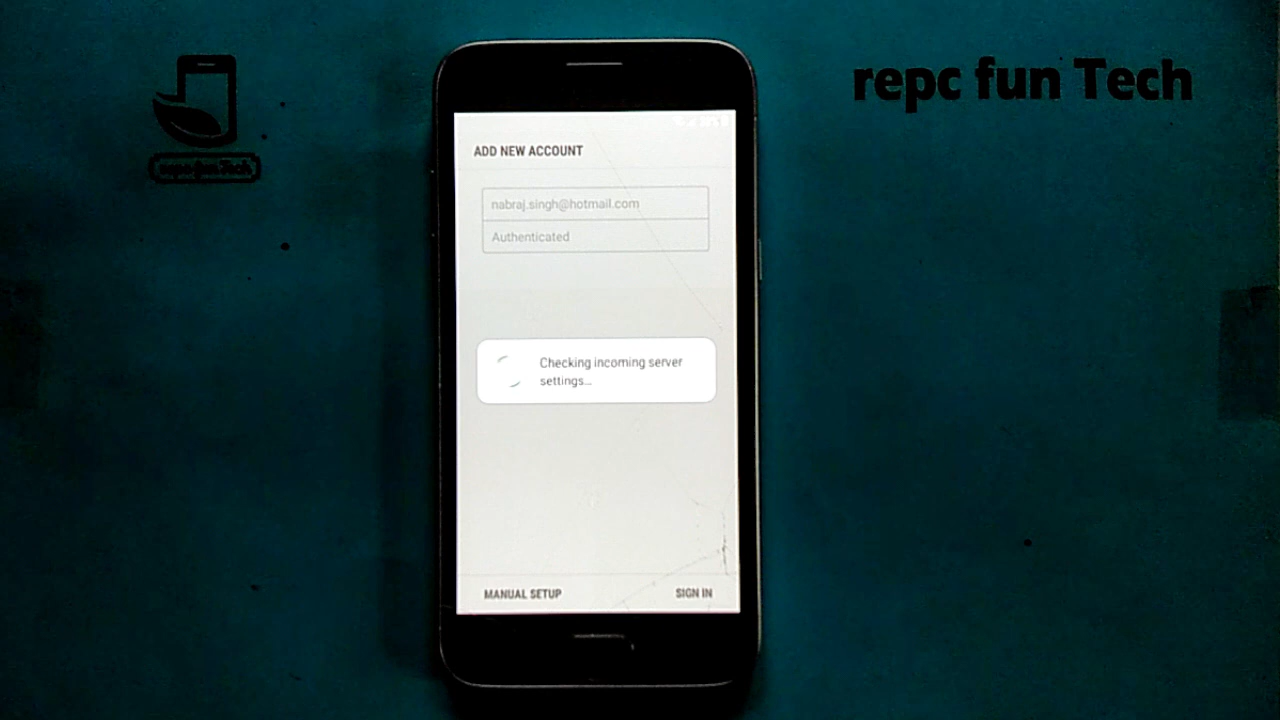 repc fun Tech
ADD NEW ACCOUNT
nabraj.singh@hotmail.com
Authenticated
Checking incoming server
settings...
MANUAL SETUP
SIGN IN